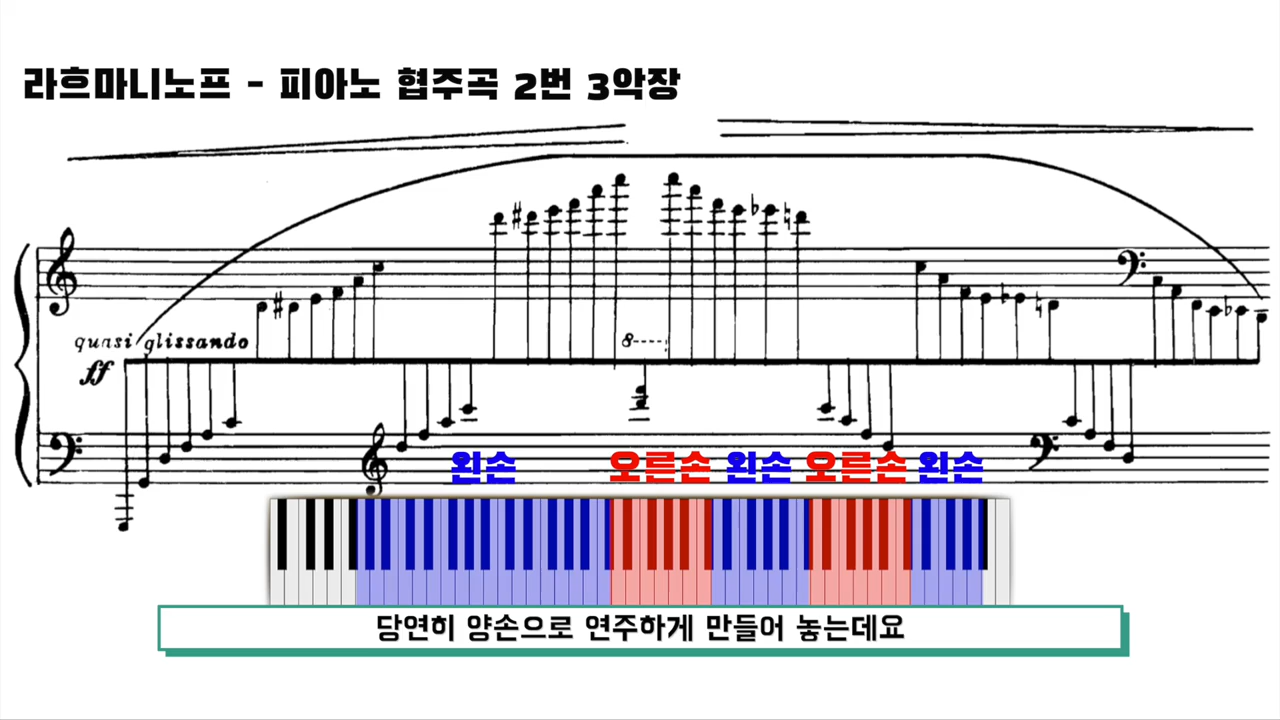 라흐마니노프 - 피아노 협주곡 2번 3악장
quasi glissando
ff
8----
왼손 오른손 왼손 오른손 왼손
당연히 양손으로 연주하게 만들어 놓는데요